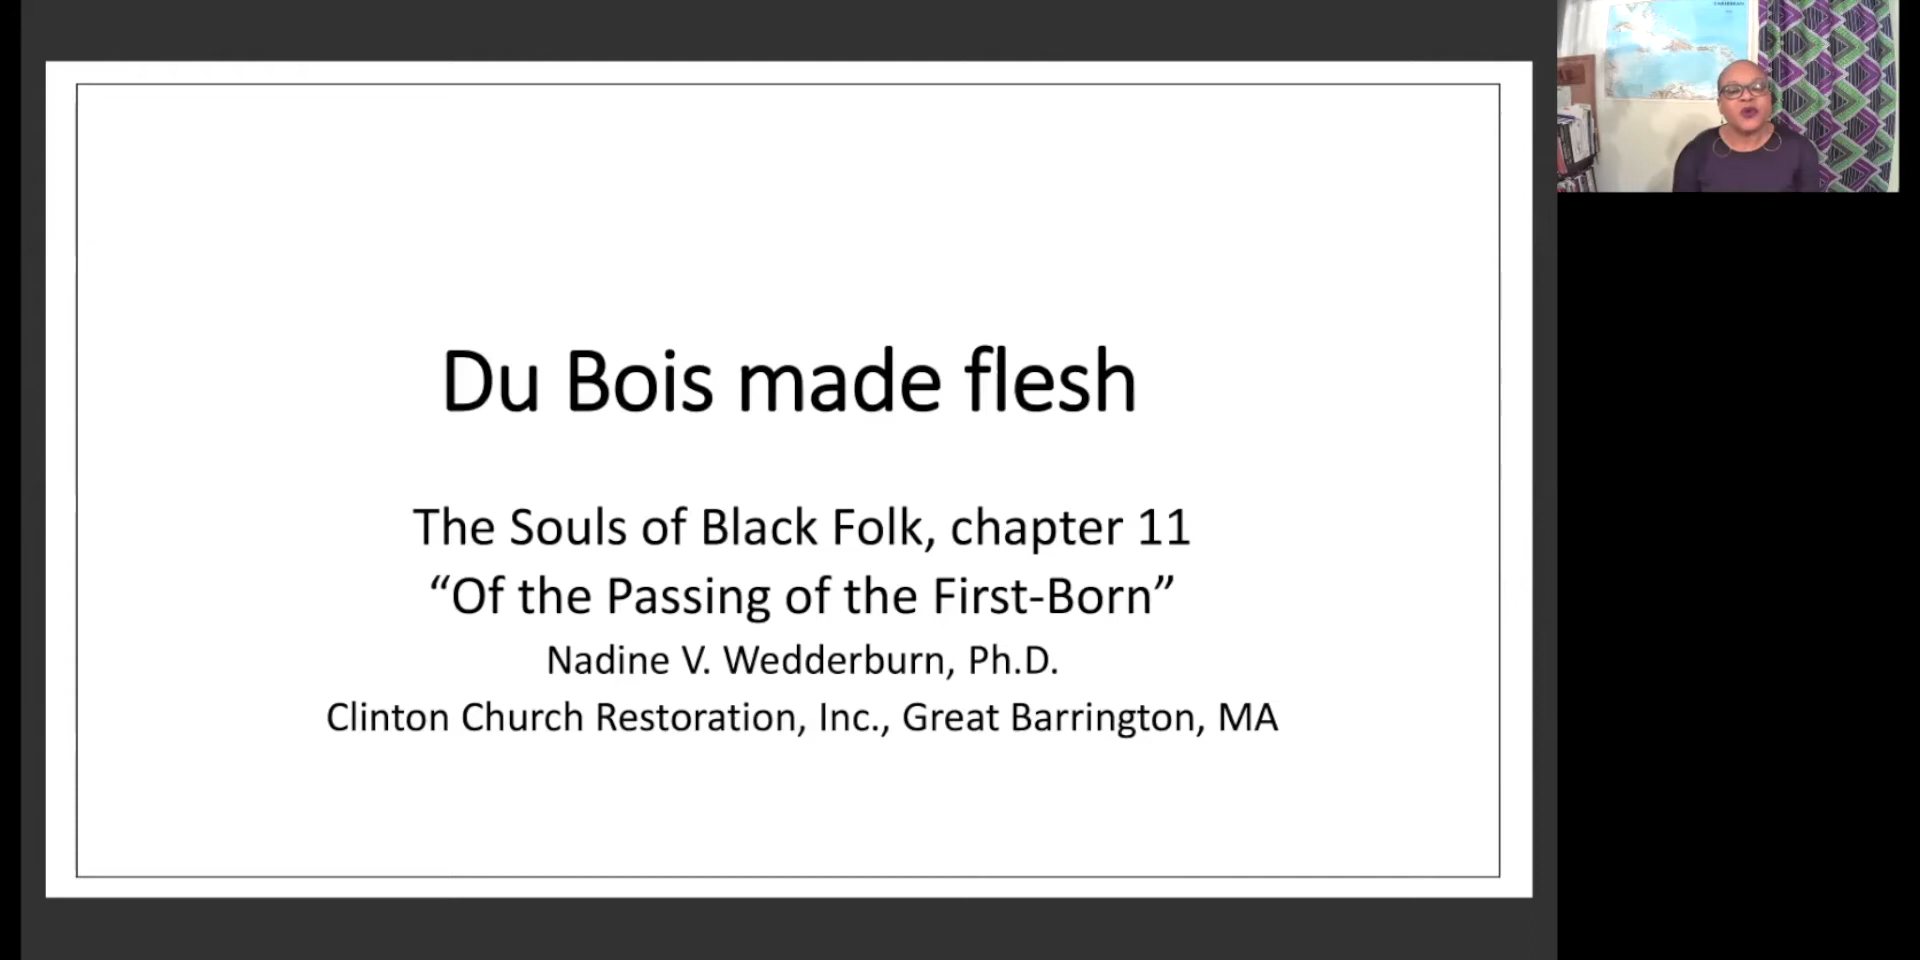 Du Bois made flesh
The Souls of Black Folk, chapter 11
“Of the Passing of the First-Born”
Nadine V. Wedderburn, Ph.D.
Clinton Church Restoration, Inc., Great Barrington, MA
CARIBBEAN